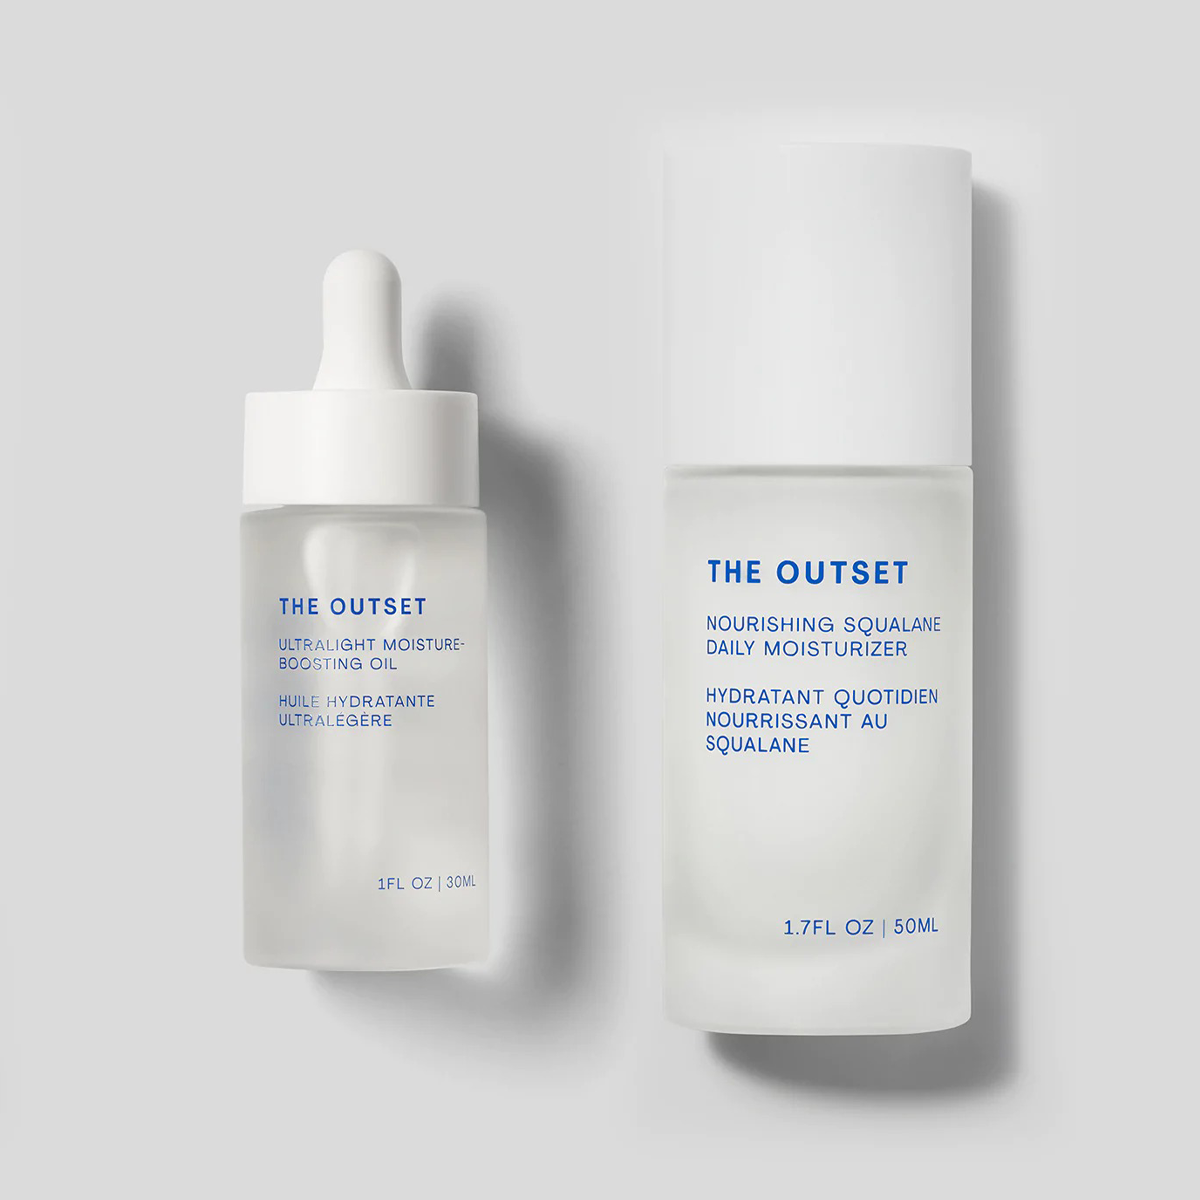 THE OUTSET
ULTRALIGHT MOISTURE-
BOOSTING OIL
HUILE HYDRATANTE
ULTRALÉGÈRE
1FL OZ | 30ML
THE OUTSET
NOURISHING SQUALANE
DAILY MOISTURIZER
HYDRATANT QUOTIDIEN
NOURRISSANT AU
SQUALANE
1.7FL OZ | 50ML